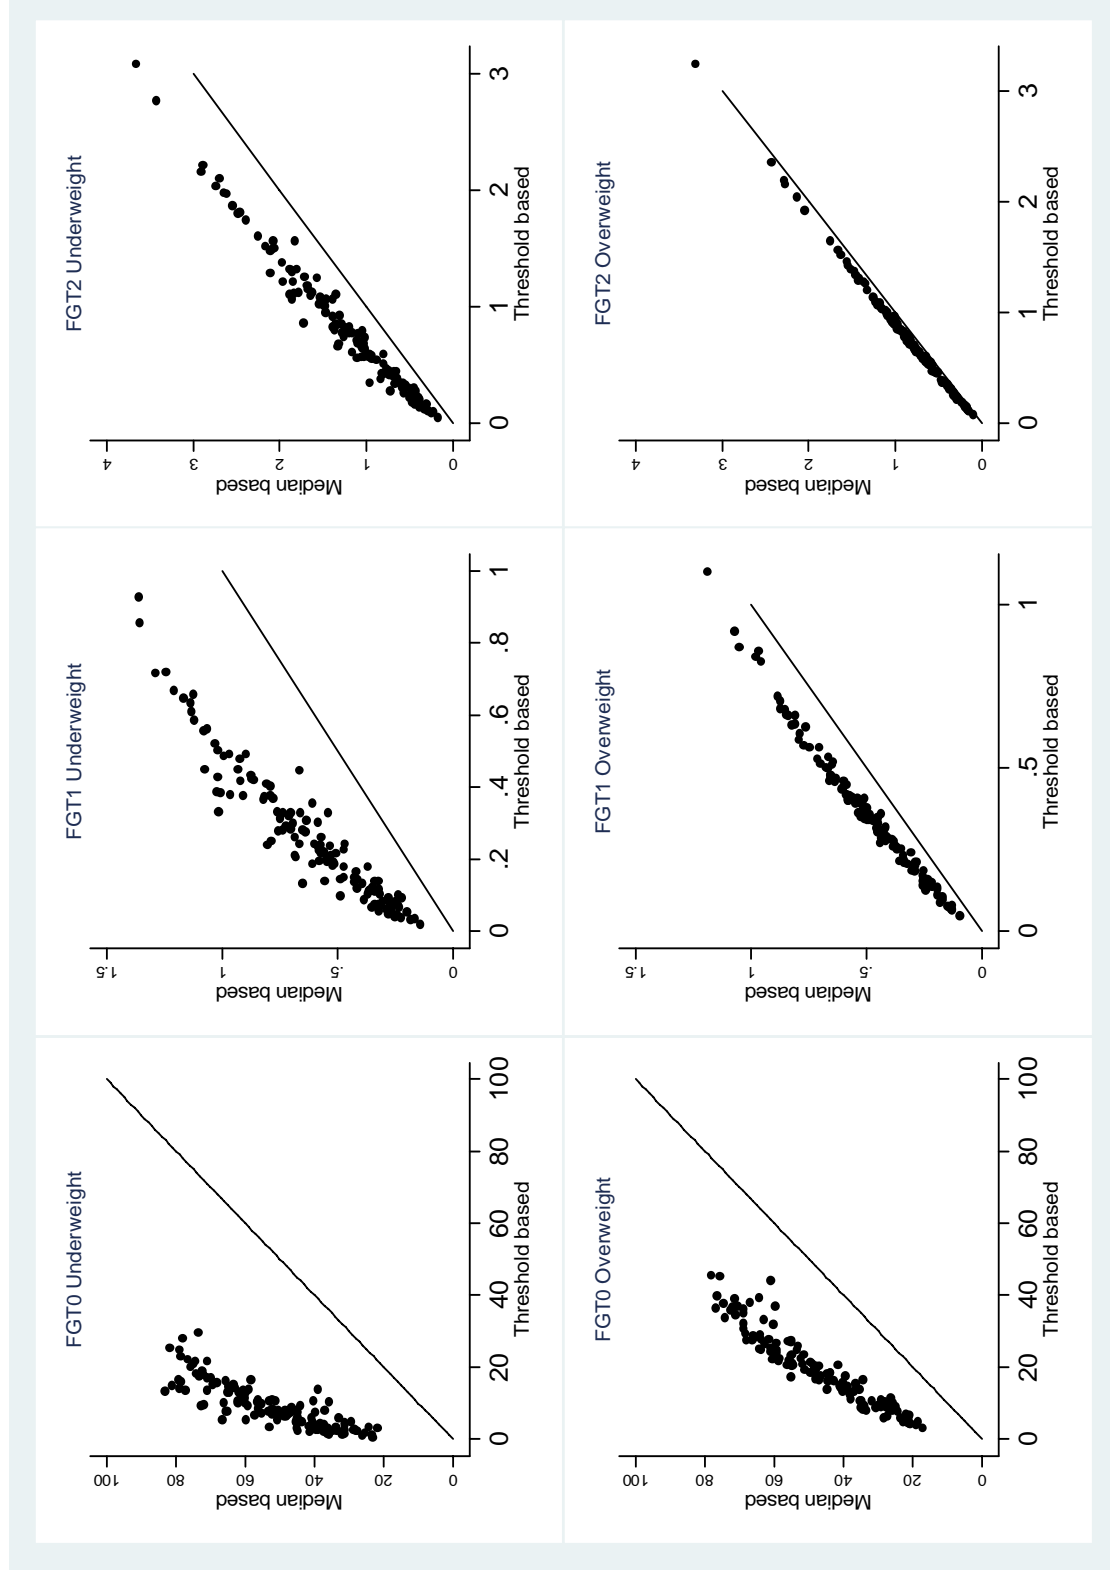 FGT0 Underweight
Median based
100
80
60
40
20
0
0 20 40 60 80 100
Threshold based
FGT1 Underweight
Median based
1.5
1
.5
0
0 .2 .4 .6 .8 1
Threshold based
FGT2 Underweight
Median based
4
3
2
1
0
0 1 2 3
Threshold based
FGT0 Overweight
Median based
100
80
60
40
20
0
0 20 40 60 80 100
Threshold based
FGT1 Overweight
Median based
1.5
1
.5
0
0 .5 1
Threshold based
FGT2 Overweight
Median based
4
3
2
1
0
0 1 2 3
Threshold based